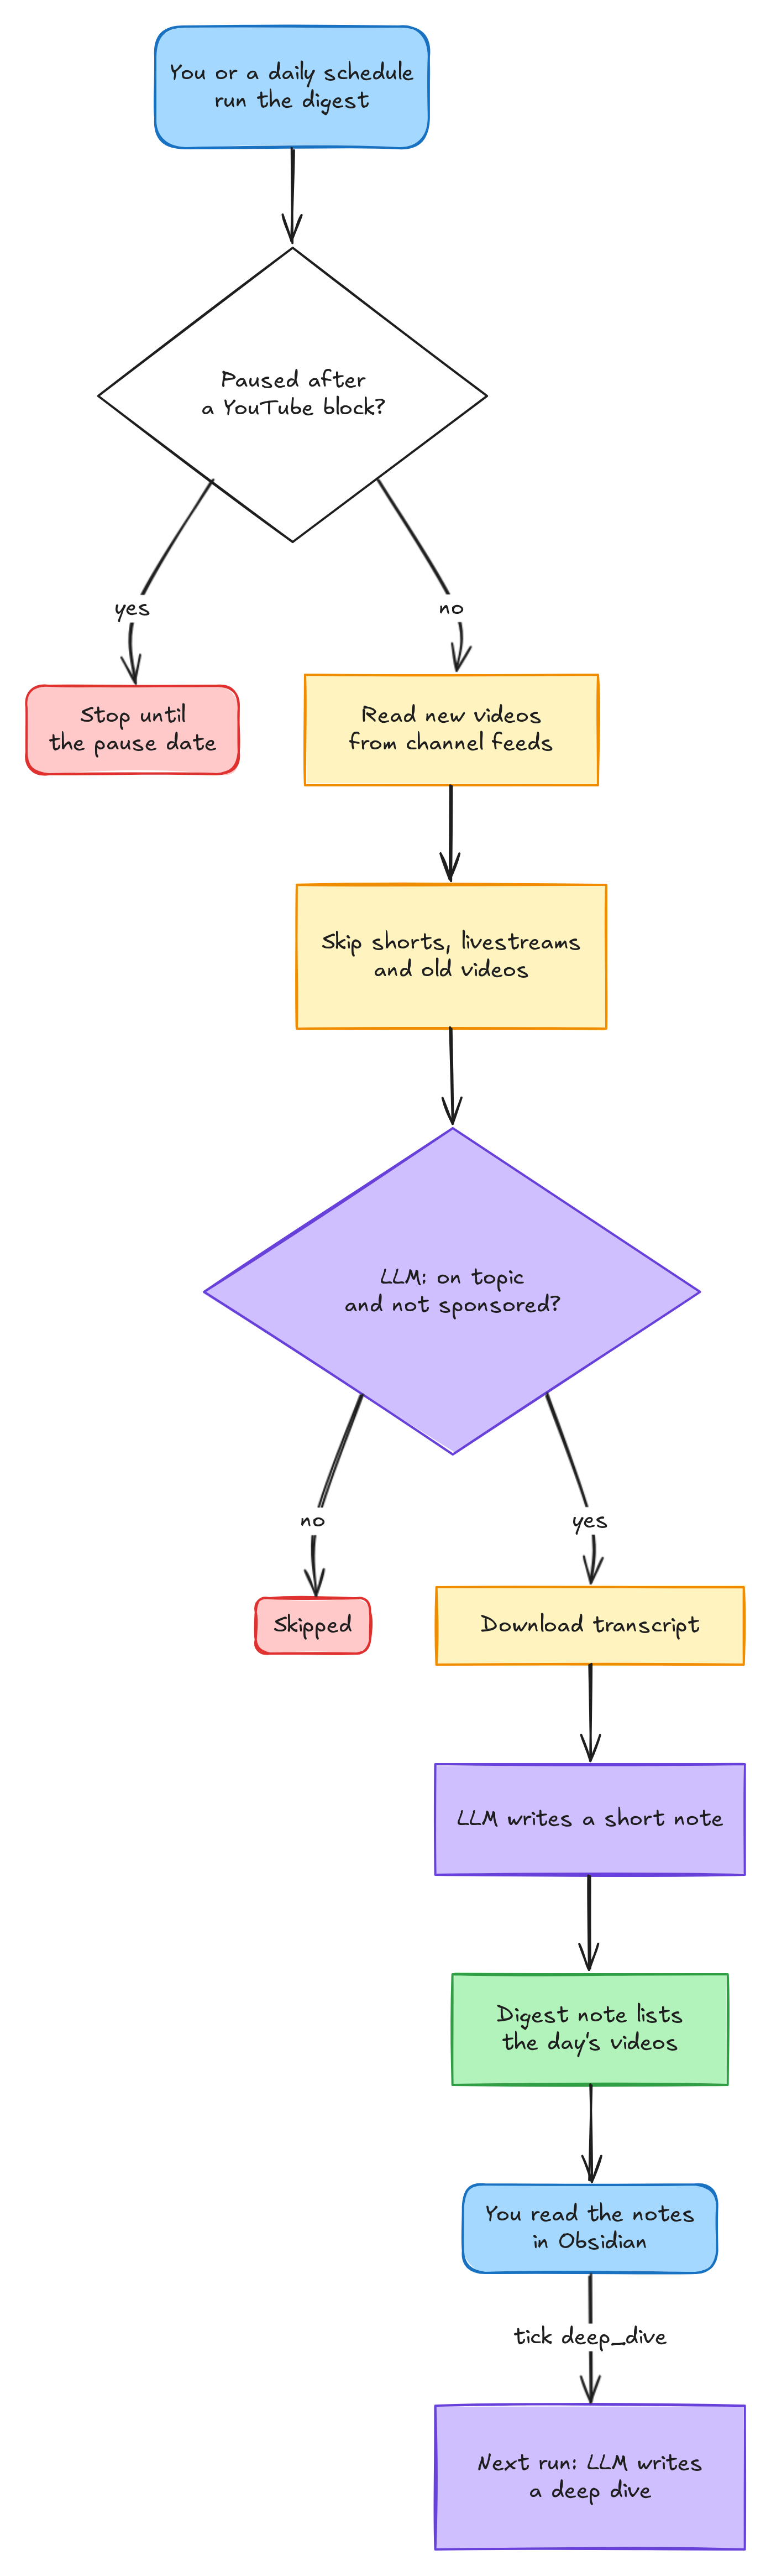 You or a daily schedule
run the digest
Paused after
a YouTube block?
yes
no
Stop until
the pause date
Read new videos
from channel feeds
Skip shorts, livestreams
and old videos
LLM: on topic
and not sponsored?
no
yes
Skipped
Download transcript
LLM writes a short note
Digest note lists
the day's videos
You read the notes
in Obsidian
tick deep_dive
Next run: LLM writes
a deep dive